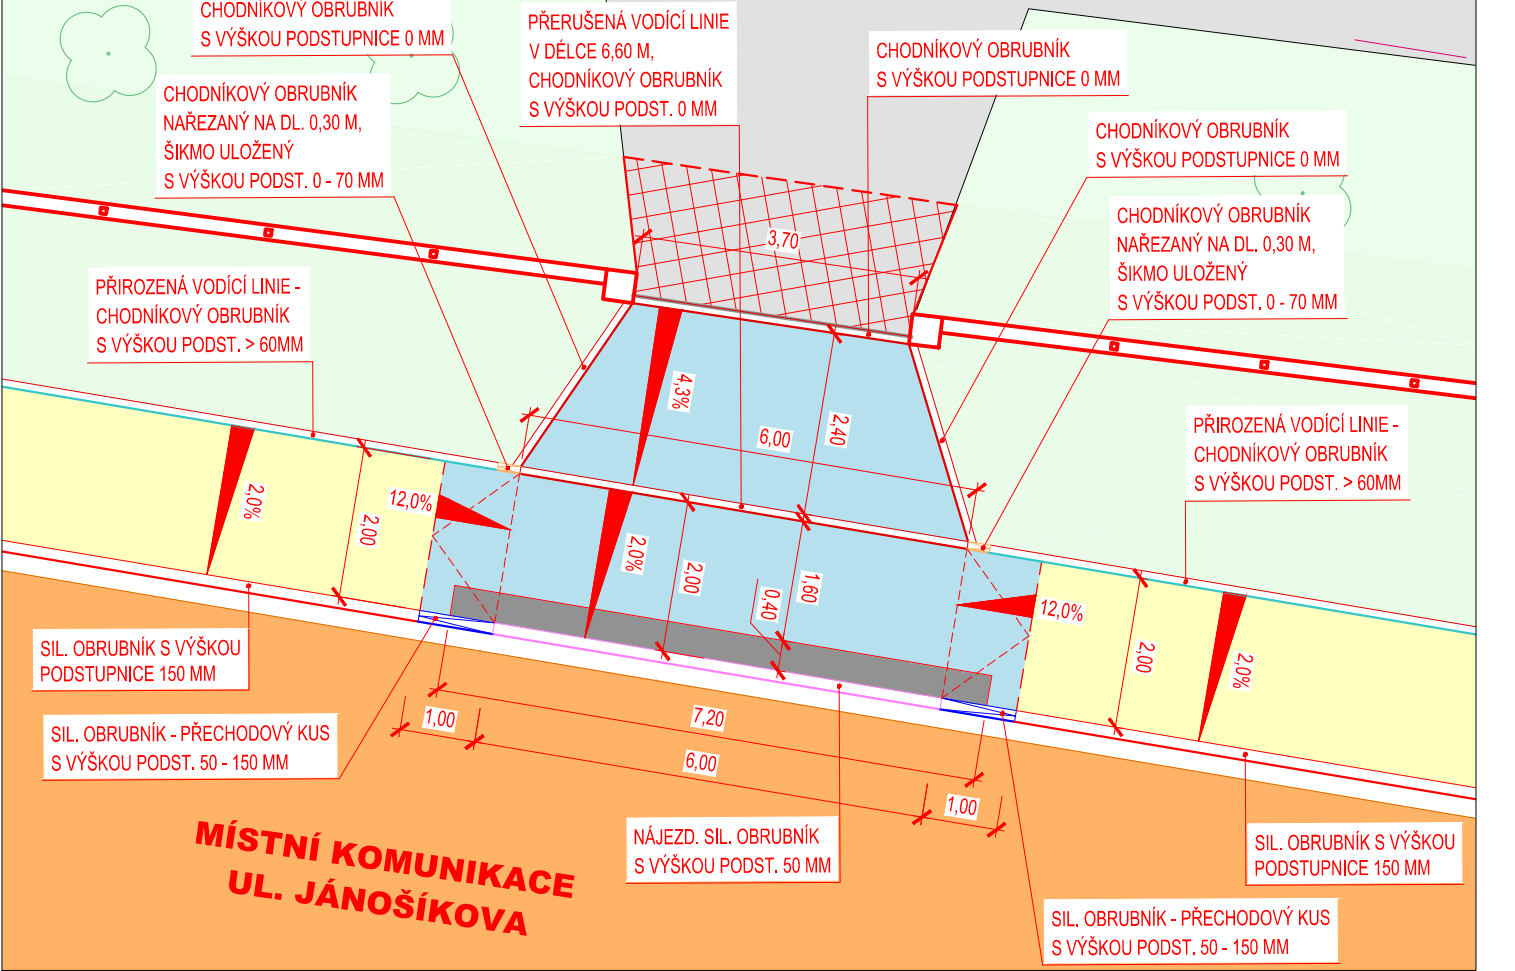 CHODNÍKOVÝ OBRUBNÍK
S VÝŠKOU PODSTUPNICE 0 MM
PŘERUŠENÁ VODÍCÍ LINIE
V DÉLCE 6,60 M,
CHODNÍKOVÝ OBRUBNÍK
S VÝŠKOU PODST. 0 MM
CHODNÍKOVÝ OBRUBNÍK
S VÝŠKOU PODSTUPNICE 0 MM
CHODNÍKOVÝ OBRUBNÍK
NAŘEZANÝ NA DL. 0,30 M,
ŠIKMO ULOŽENÝ
S VÝŠKOU PODST. 0 - 70 MM
CHODNÍKOVÝ OBRUBNÍK
S VÝŠKOU PODSTUPNICE 0 MM
CHODNÍKOVÝ OBRUBNÍK
NAŘEZANÝ NA DL. 0,30 M,
ŠIKMO ULOŽENÝ
S VÝŠKOU PODST. 0 - 70 MM
3,70
PŘIROZENÁ VODÍCÍ LINIE -
CHODNÍKOVÝ OBRUBNÍK
S VÝŠKOU PODST. > 60MM
4,3%
2,40
6,00
PŘIROZENÁ VODÍCÍ LINIE -
CHODNÍKOVÝ OBRUBNÍK
S VÝŠKOU PODST. > 60MM
2,0%
2,00
12,0%
2,0%
2,00
0,40
1,60
12,0%
2,00
2,0%
SIL. OBRUBNÍK S VÝŠKOU
PODSTUPNICE 150 MM
SIL. OBRUBNÍK - PŘECHODOVÝ KUS
S VÝŠKOU PODST. 50 - 150 MM
1,00
7,20
6,00
1,00
MÍSTNÍ KOMUNIKACE
UL. JÁNOŠÍKOVA
NÁJEZD. SIL. OBRUBNÍK
S VÝŠKOU PODST. 50 MM
SIL. OBRUBNÍK S VÝŠKOU
PODSTUPNICE 150 MM
SIL. OBRUBNÍK - PŘECHODOVÝ KUS
S VÝŠKOU PODST. 50 - 150 MM